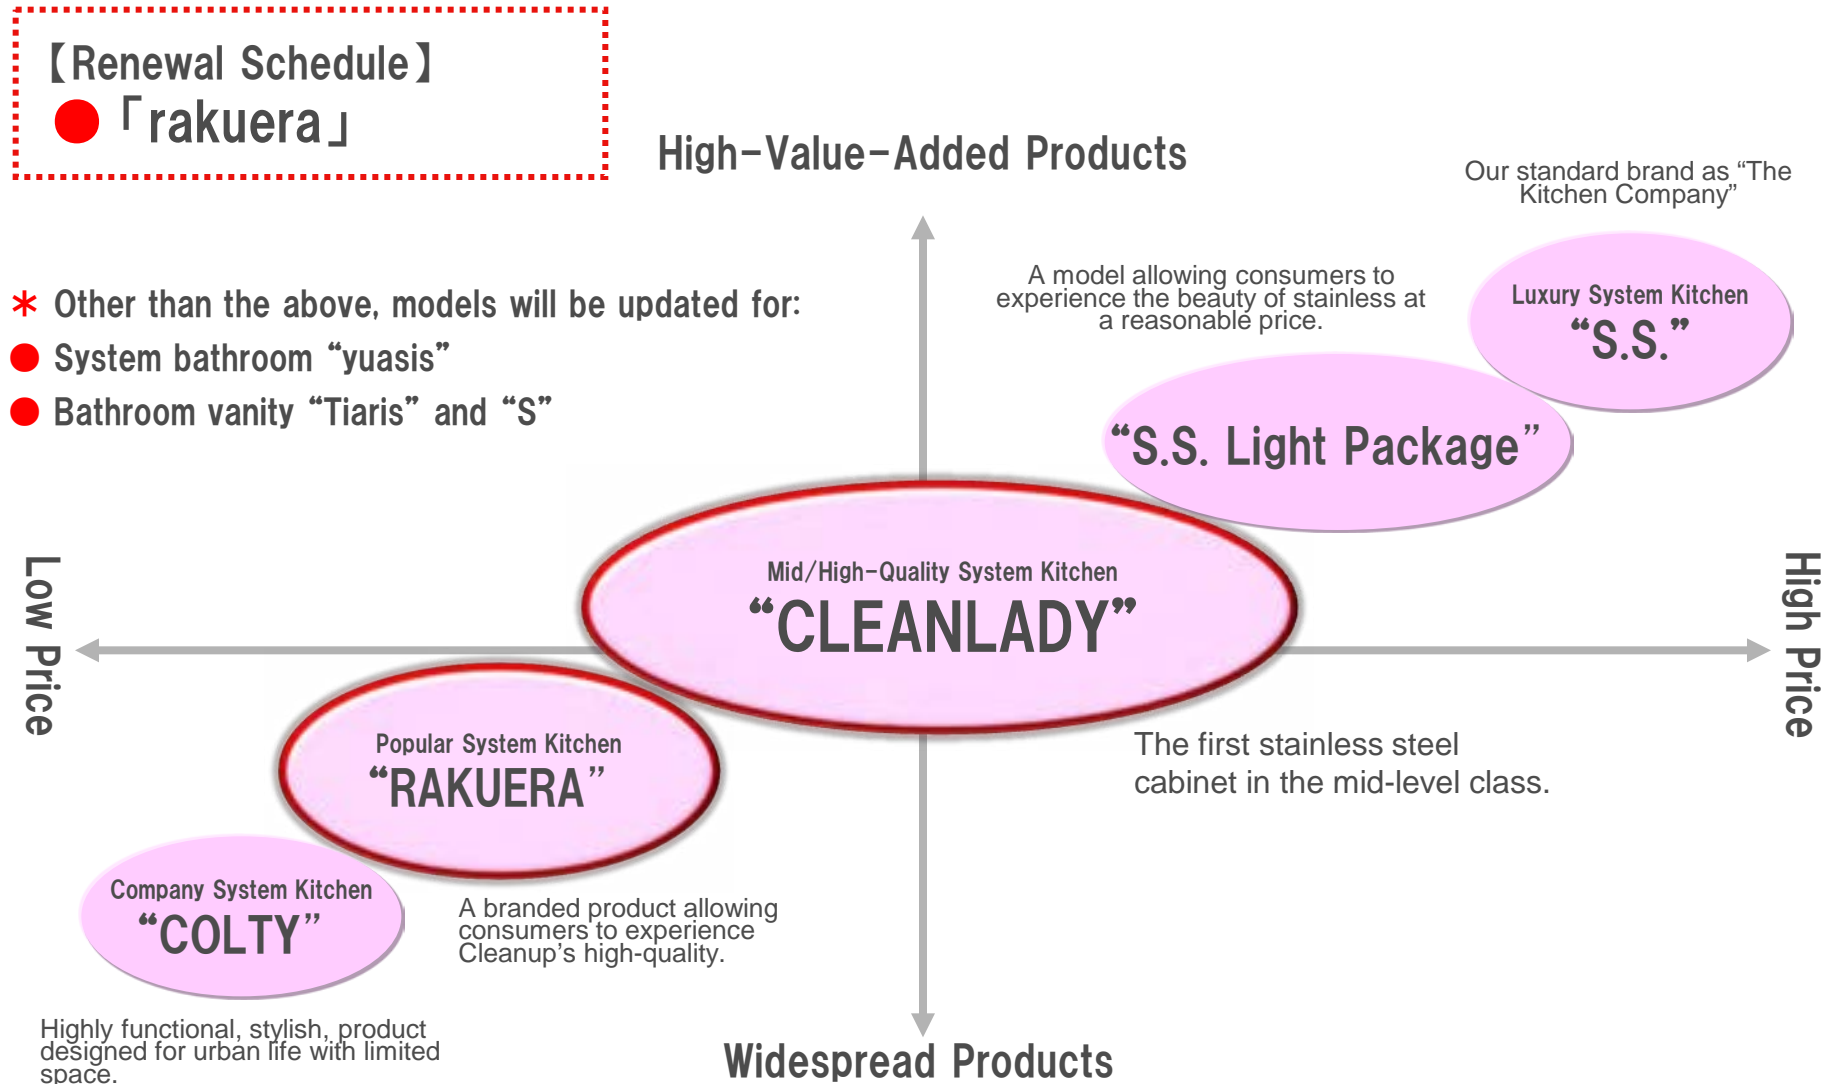 【Renewal Schedule】
●「rakuera」
High-Value-Added Products
Our standard brand as “The
Kitchen Company”
A model allowing consumers to
experience the beauty of stainless at
a reasonable price.
Luxury System Kitchen
“S.S.”
* Other than the above, models will be updated for:
● System bathroom “yuasis”
● Bathroom vanity “Tiaris” and “S”
“S.S. Light Package”
Mid/High-Quality System Kitchen
“CLEANLADY”
Low Price
High Price
The first stainless steel
cabinet in the mid-level class.
Popular System Kitchen
“RAKUERA”
Company System Kitchen
“COLTY”
A branded product allowing
consumers to experience
Cleanup’s high-quality.
Highly functional, stylish, product
designed for urban life with limited
space.
Widespread Products